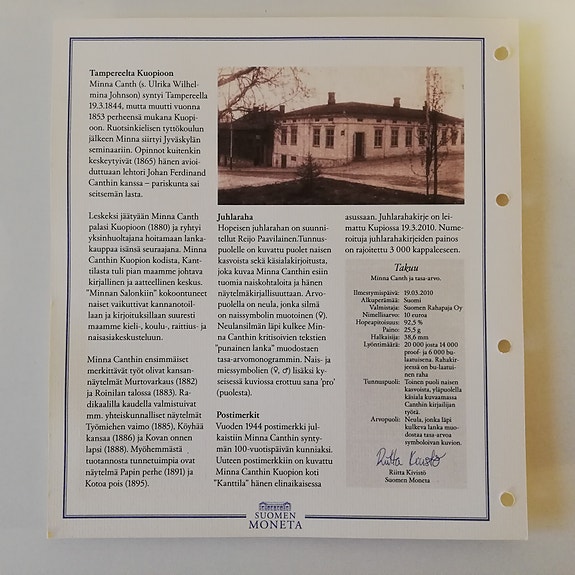 Tampereelta Kuopioon
Minna Canth (s. Ulrika Wilhel-
mina Johnson) syntyi Tampereella
19.3.1844, mutta muutti vuonna
1853 perheensä mukana Kuopi-
oon. Ruotsinkielisen tyttökoulun
jälkeen Minna siirtyi Jyväskylän
seminaariin. Opinnot kuitenkin
keskeytyivät (1865) hänen avioi-
duttuaan lehtori Johan Ferdinand
Canthin kanssa – pariskunta sai
seitsemän lasta.
Leskeksi jäätyään Minna Canth
palasi Kuopioon (1880) ja ryhtyi
yksinhuoltajana hoitamaan lanka-
kauppaa isänsä seuraajana. Minna
Canthin Kuopion kodista, Kant-
tilasta tuli pian maamme johtava
kirjallinen ja aatteellinen keskus.
"Minnan Salonkiin" kokoontuneet
naiset vaikuttivat kannanotoil-
laan ja kirjoituksillaan suuresti
maamme kieli-, koulu-, raittius- ja
naisasiakeskusteluun.
Minna Canthin ensimmäiset
merkittävät työt olivat kansan-
näytelmät Murtovarkaus (1882)
ja Roinilan talossa (1883). Ra-
dikaalilla kaudella valmistuivat
mm. yhteiskunnalliset näytelmät
Työmiehen vaimo (1885), Köyhää
kansaa (1886) ja Kovan onnen
lapsi (1888). Myöhemmästä
tuotannosta tunnetuimpia ovat
näytelmä Papin perhe (1891) ja
Kotoa pois (1895).
Juhlaraha
Hopeisen juhlarahan on suunni-
tellut Reijo Paavilainen.Tunnus-
puolelle on kuvattu puolet naisen
kasvoista sekä käsialakirjoitusta,
joka kuvaa Minna Canthin esiin
tuomia naiskohtaloita ja hänen
näytelmäkirjallisuuttaan. Arvo-
puolella on neula, jonka silmä
on naissymbolin muotoinen (♀).
Neulansilmän läpi kulkee Min-
na Canthin kritisoivien tekstien
"punainen lanka" muodostaen
tasa-arvomonogrammin. Nais- ja
miessymbolien (♀, ♂) lisäksi ky-
seisessä kuviossa erottuu sana 'pro'
(puolesta).
Postimerkit
Vuoden 1944 postimerkki jul-
kaistiin Minna Canthin synty-
män 100-vuotispäivän kunniaksi.
Uuteen postimerkkiin on kuvattu
Minna Canthin Kuopion koti
"Kanttila" hänen elinaikaisessa
asussaan. Juhlarahakirje on lei-
mattu Kupiossa 19.3.2010. Nume-
roituja juhlarahakirjeiden painos
on rajoitettu 3 000 kappaleeseen.
Takuu
Minna Canth ja tasa-arvo.
Ilmestymispäivä: 19.03.2010
Alkuperämaa: Suomi
Valmistaja: Suomen Rahapaja Oy
Nimellisarvo: 10 euroa
Hopeapitoisuus: 92,5 %
Paino: 25,5 g
Halkaisija: 38,6 mm
Lyöntimäärä: 20 000 josta 14 000
proof- ja 6 000 bu-
laatuisena. Rahakir-
jeessä on bu-laatui-
nen raha
Tunnuspuoli: Toinen puoli naisen
kasvoista, yläpuolella
käsiala kuvaamassa
Canthin kirjailijan
työtä.
Arvopuoli: Neula, jonka läpi
kulkeva lanka muo-
dostaa tasa-arvoa
symboloivan kuvion.
Riitta Kivistö
Riitta Kivistö
Suomen Moneta
SUOMEN
MONETA